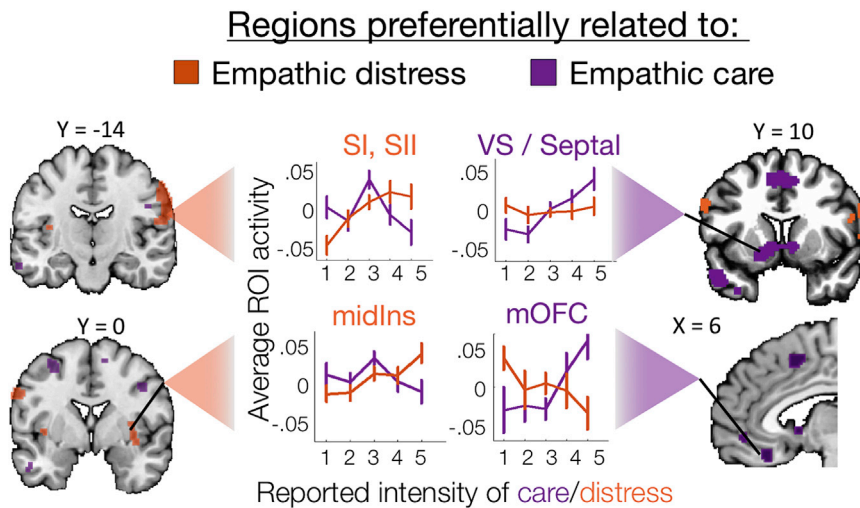 Regions preferentially related to:
Empathic distress
Empathic care
Y = -14
SI, SII
VS / Septal
Y = 10
.05
0
-.05
1 2 3 4 5
.05
0
-.05
1 2 3 4 5
Average ROI activity
Y = 0
midIns
mOFC
X = 6
.05
0
-.05
1 2 3 4 5
.05
0
-.05
1 2 3 4 5
Reported intensity of care/distress